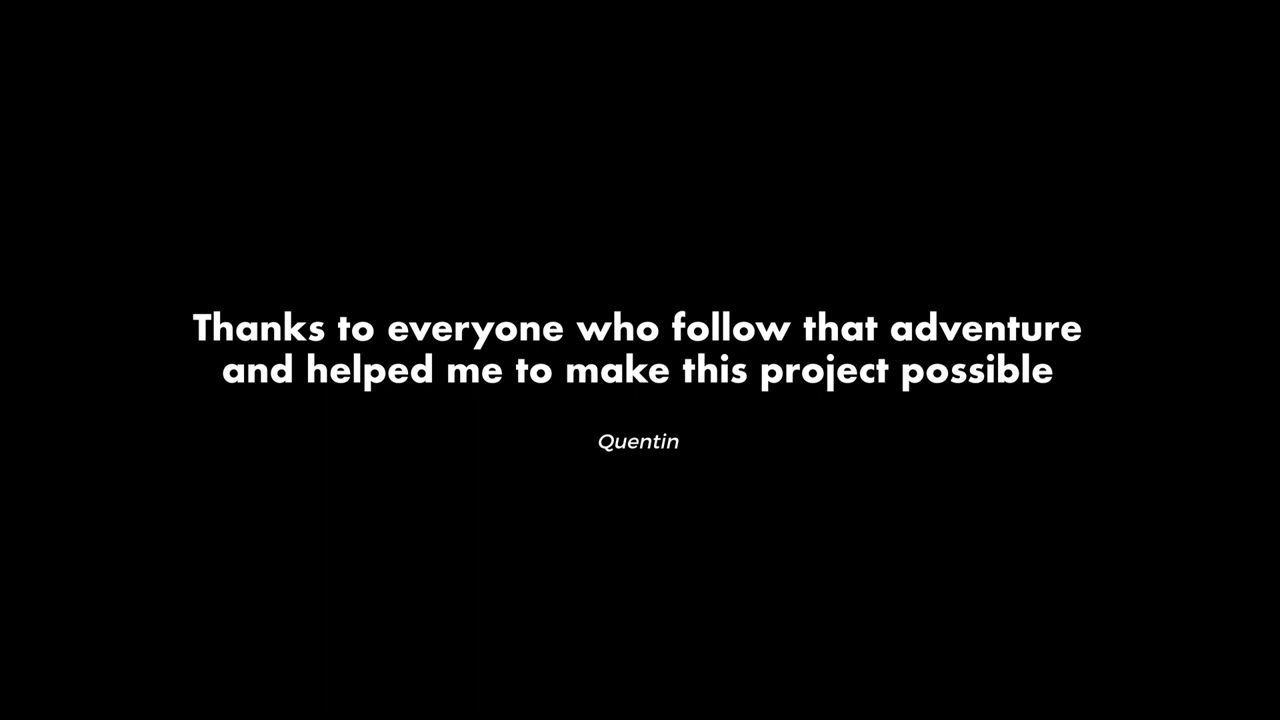 Thanks to everyone who follow that adventure
and helped me to make this project possible
Quentin